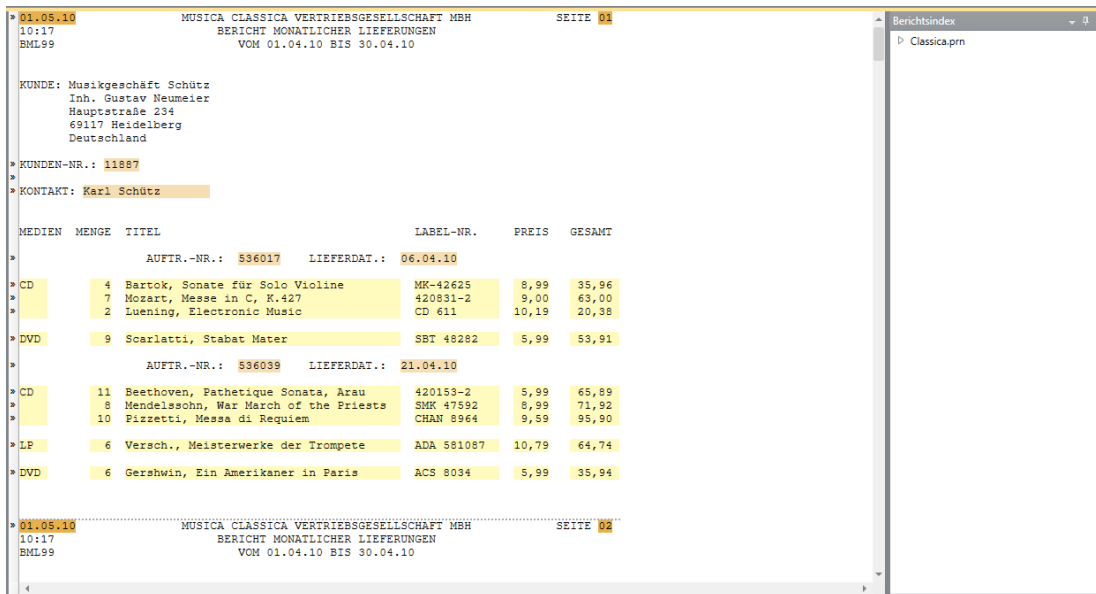 01.05.10 MUSICA CLASSICA VERTRIEBSGESELLSCHAFT MBH SEITE 01
10:17 BERICHT MONATLICHER LIEFERUNGEN
BML99 VOM 01.04.10 BIS 30.04.10
Berichtsindex
Classica.prn
KUNDE: Musikgeschäft Schütz
Inh. Gustav Neumeier
Hauptstraße 234
69117 Heidelberg
Deutschland
KUNDEN-NR.: 11887
KONTAKT: Karl Schütz
MEDIEN MENGE TITEL LABEL-NR. PREIS GESAMT
AUFTR.-NR.: 536017 LIEFERDAT.: 06.04.10
CD 4 Bartok, Sonate für Solo Violine MK-42625 8,99 35,96
7 Mozart, Messe in C, K.427 420831-2 9,00 63,00
2 Luening, Electronic Music CD 611 10,19 20,38
DVD 9 Scarlatti, Stabat Mater SBT 48282 5,99 53,91
AUFTR.-NR.: 536039 LIEFERDAT.: 21.04.10
CD 11 Beethoven, Pathetique Sonata, Arau 420153-2 5,99 65,89
8 Mendelssohn, War March of the Priests SMK 47592 8,99 71,92
10 Pizzetti, Messa di Requiem CHAN 8964 9,59 95,90
LP 6 Versch., Meisterwerke der Trompete ADA 581087 10,79 64,74
DVD 6 Gershwin, Ein Amerikaner in Paris ACS 8034 5,99 35,94
01.05.10 MUSICA CLASSICA VERTRIEBSGESELLSCHAFT MBH SEITE 02
10:17 BERICHT MONATLICHER LIEFERUNGEN
BML99 VOM 01.04.10 BIS 30.04.10